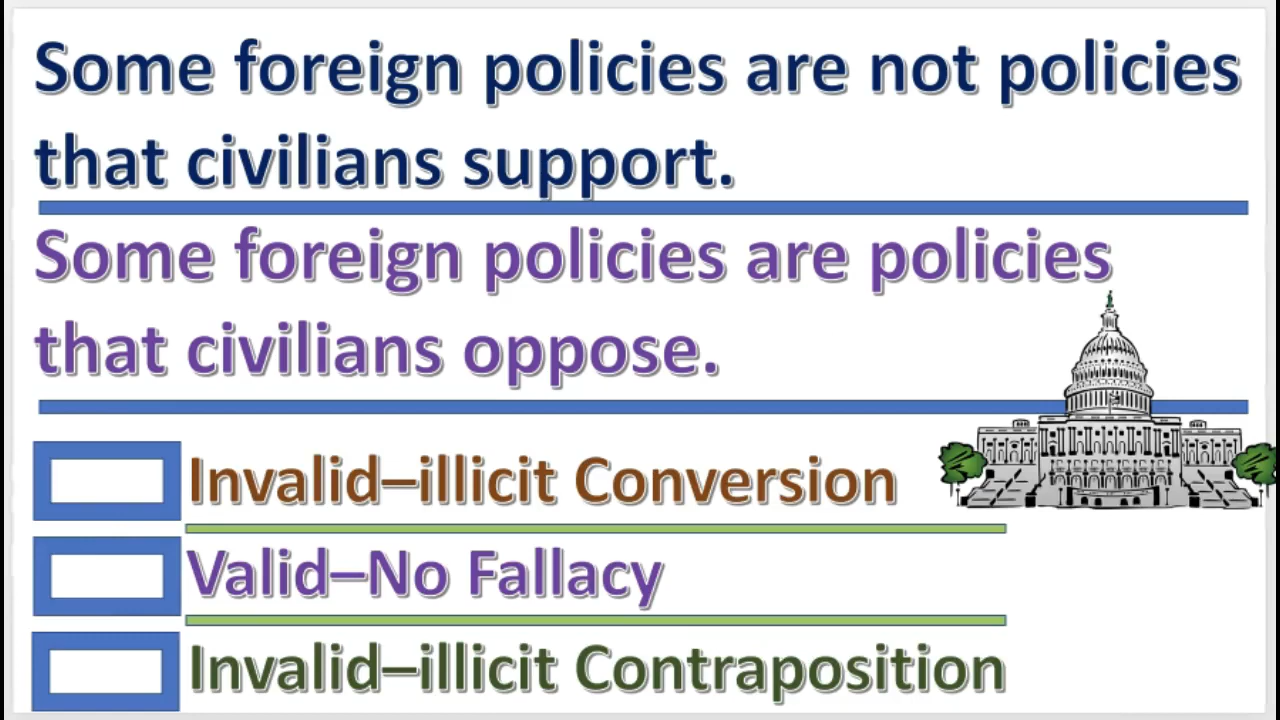 Some foreign policies are not policies
that civilians support.
Some foreign policies are policies
that civilians oppose.
Invalid–illicit Conversion
Valid–No Fallacy
Invalid–illicit Contraposition